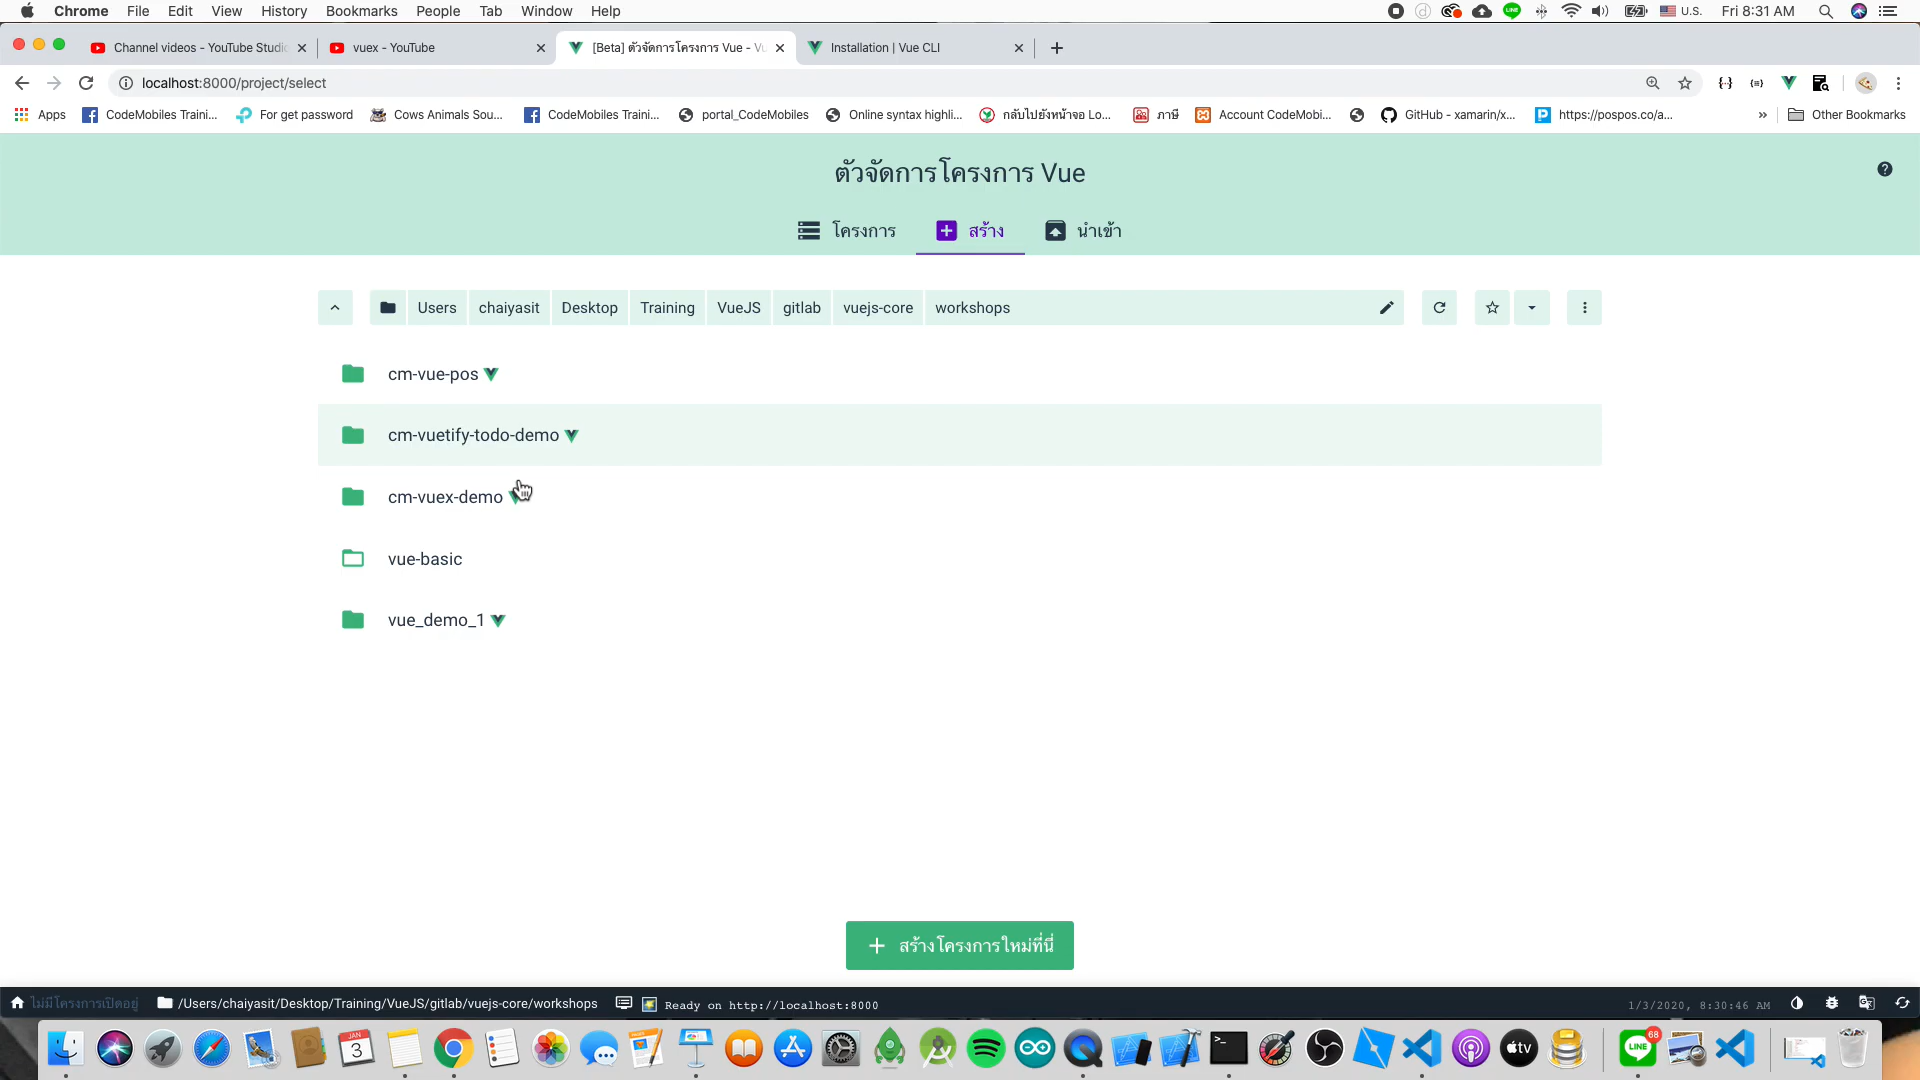 Chrome File Edit View History Bookmarks People Tab Window Help U.S. Fri 8:31 AM
Channel videos - YouTube Studio vuex - YouTube [Beta] ตัวจัดการโครงการ Vue - Vu Installation | Vue CLI
localhost:8000/project/select
Apps CodeMobiles Traini... For get password Cows Animals Sou... CodeMobiles Traini... portal_CodeMobiles Online syntax highli... กลับไปยังหน้าจอ Lo... ภาษี Account CodeMobi... GitHub - xamarin/x... https://pospos.co/a... » Other Bookmarks
ตัวจัดการโครงการ Vue
โครงการ สร้าง นำเข้า
Users chaiyasit Desktop Training VueJS gitlab vuejs-core workshops
cm-vue-pos
cm-vuetify-todo-demo
cm-vuex-demo
vue-basic
vue_demo_1
สร้างโครงการใหม่ที่นี่
ไม่มีโครงการเปิดอยู่ /Users/chaiyasit/Desktop/Training/VueJS/gitlab/vuejs-core/workshops Ready on http://localhost:8000 1/3/2020, 8:30:46 AM
JAN
3
tv
68